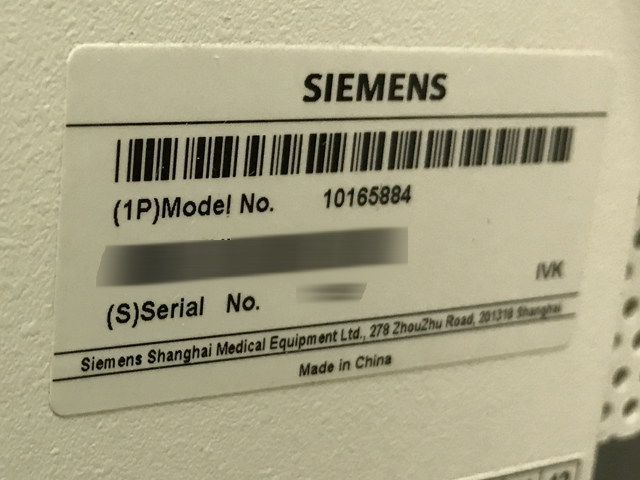 SIEMENS
(1P)Model No. 10165884
IVK
(S)Serial No.
Siemens Shanghai Medical Equipment Ltd., 278 ZhouZhu Road, 201318 Shanghai
Made in China